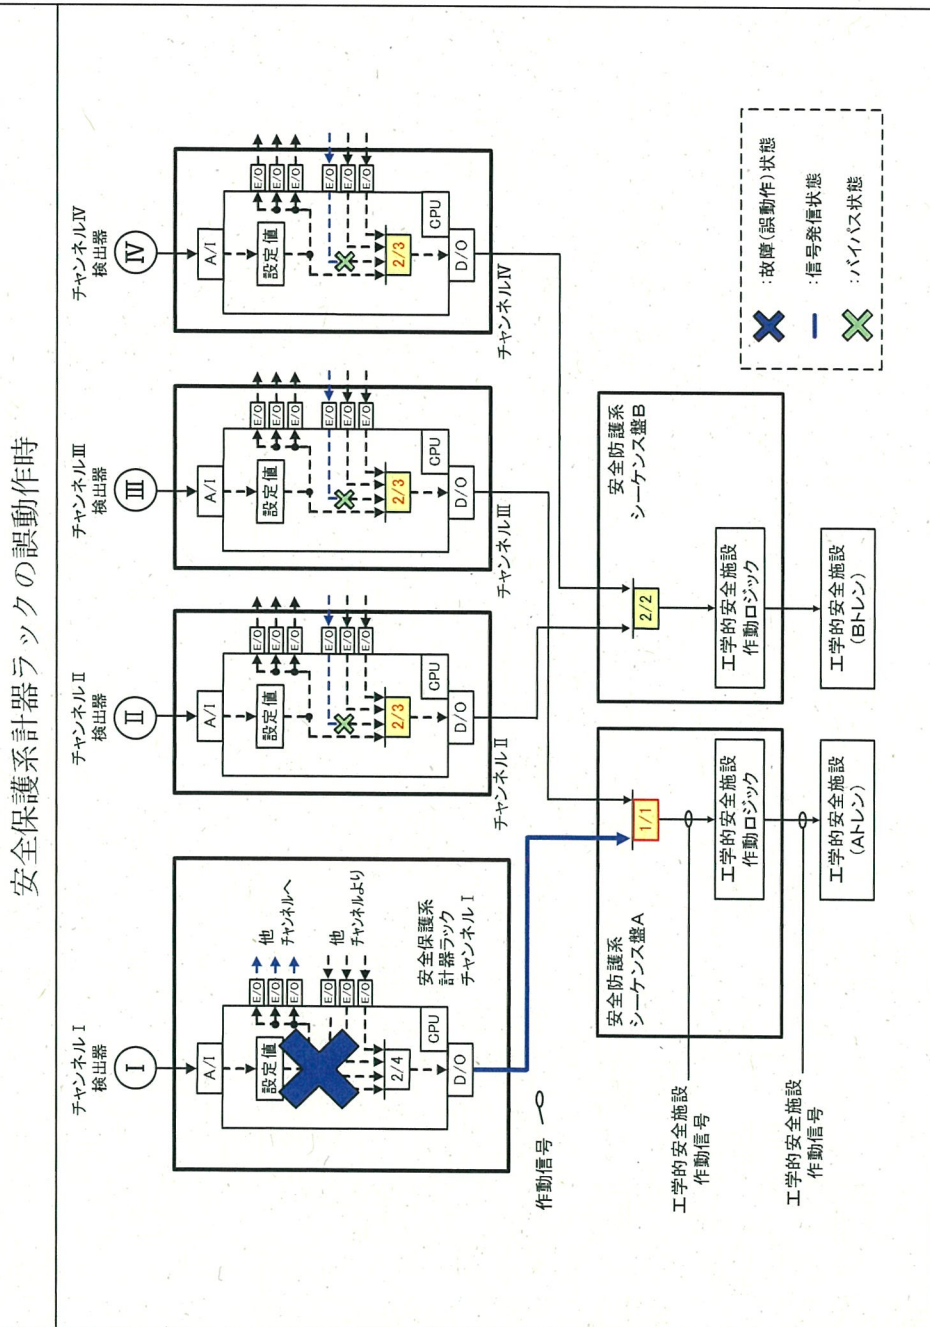 安全保護系計器ラックの誤動作時
チャンネルⅠ
検出器
Ⅰ
A/I
設定値
E/O
E/O
E/O
他
チャンネルへ
E/O
E/O
E/O
他
チャンネルより
2/4
CPU
D/O
安全保護系
計器ラック
チャンネルⅠ
チャンネルⅡ
検出器
Ⅱ
A/I
設定値
E/O
E/O
E/O
E/O
E/O
E/O
2/3
CPU
D/O
チャンネルⅡ
チャンネルⅢ
検出器
Ⅲ
A/I
設定値
E/O
E/O
E/O
E/O
E/O
E/O
2/3
CPU
D/O
チャンネルⅢ
チャンネルⅣ
検出器
Ⅳ
A/I
設定値
E/O
E/O
E/O
E/O
E/O
E/O
2/3
CPU
D/O
チャンネルⅣ
作動信号
安全防護系
シーケンス盤A
1/1
工学的安全施設
作動ロジック
工学的安全施設
(Aトレン)
工学的安全施設
作動信号
工学的安全施設
作動信号
安全防護系
シーケンス盤B
2/2
工学的安全施設
作動ロジック
工学的安全施設
(Bトレン)
:故障(誤動作)状態
:信号発信状態
:バイパス状態